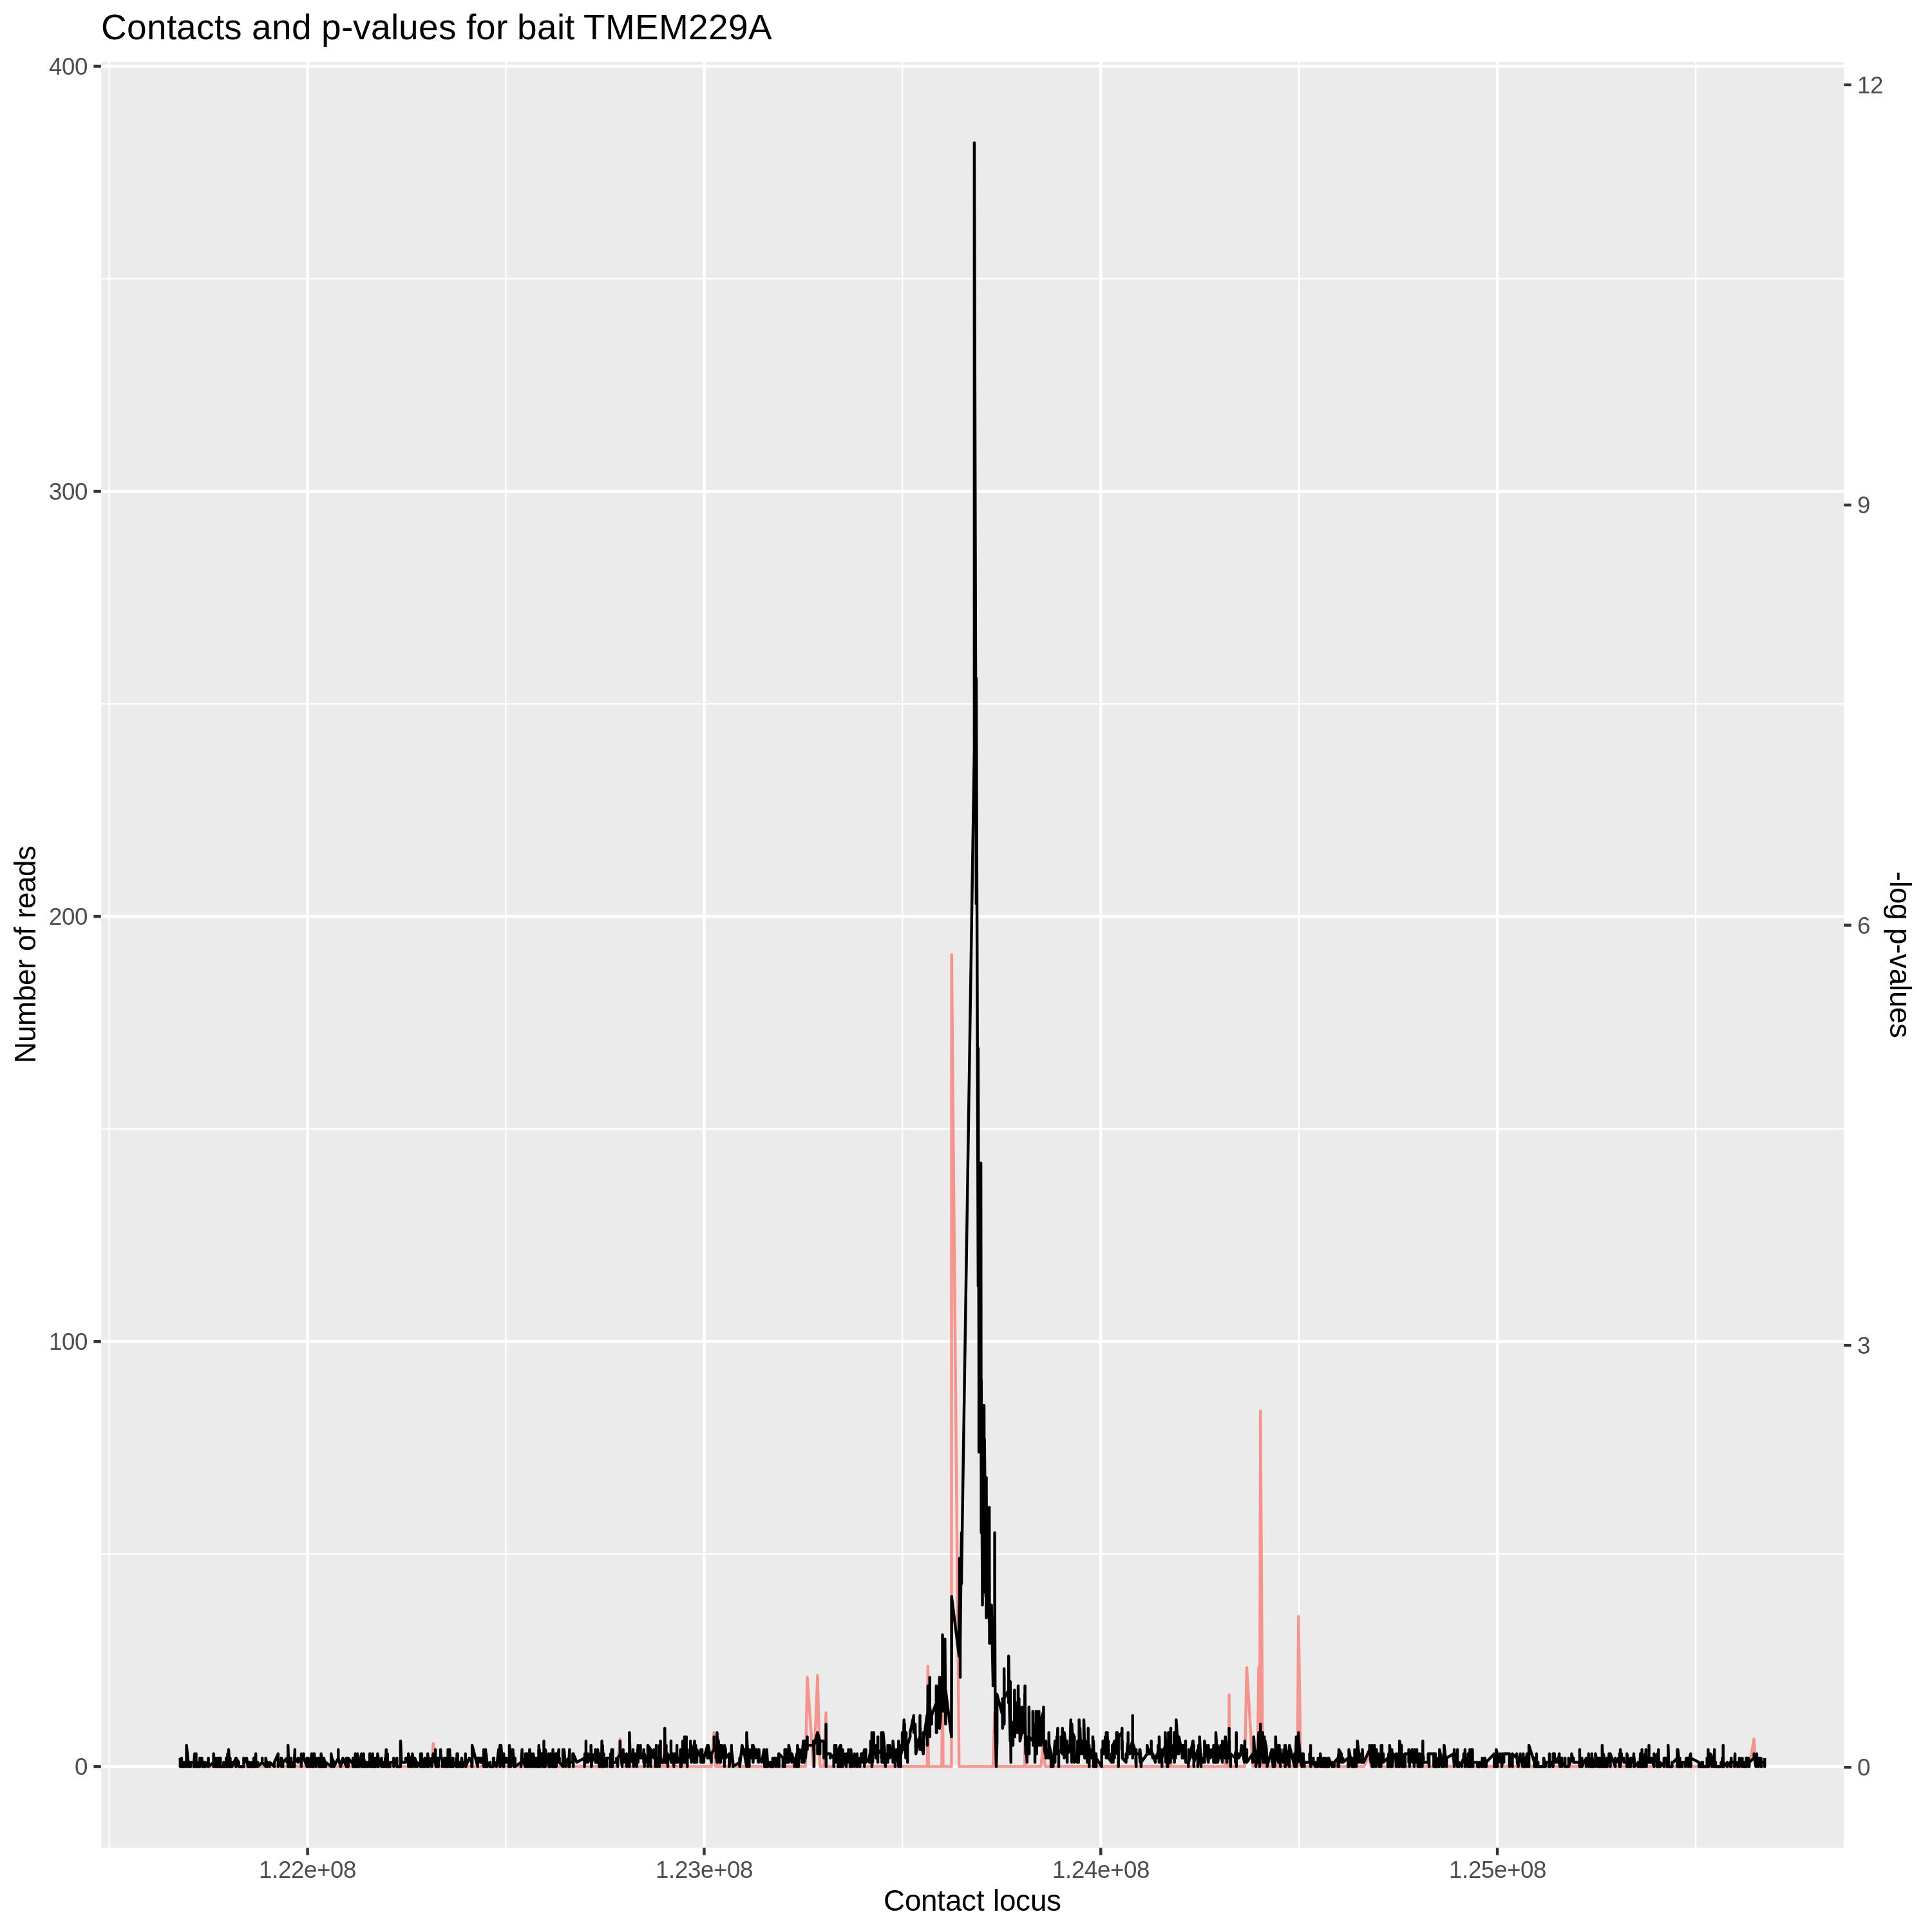 Contacts and p-values for bait TMEM229A
400
300
200
100
0
12
9
6
3
0
Number of reads
-log p-values
1.22e+08
1.23e+08
1.24e+08
1.25e+08
Contact locus